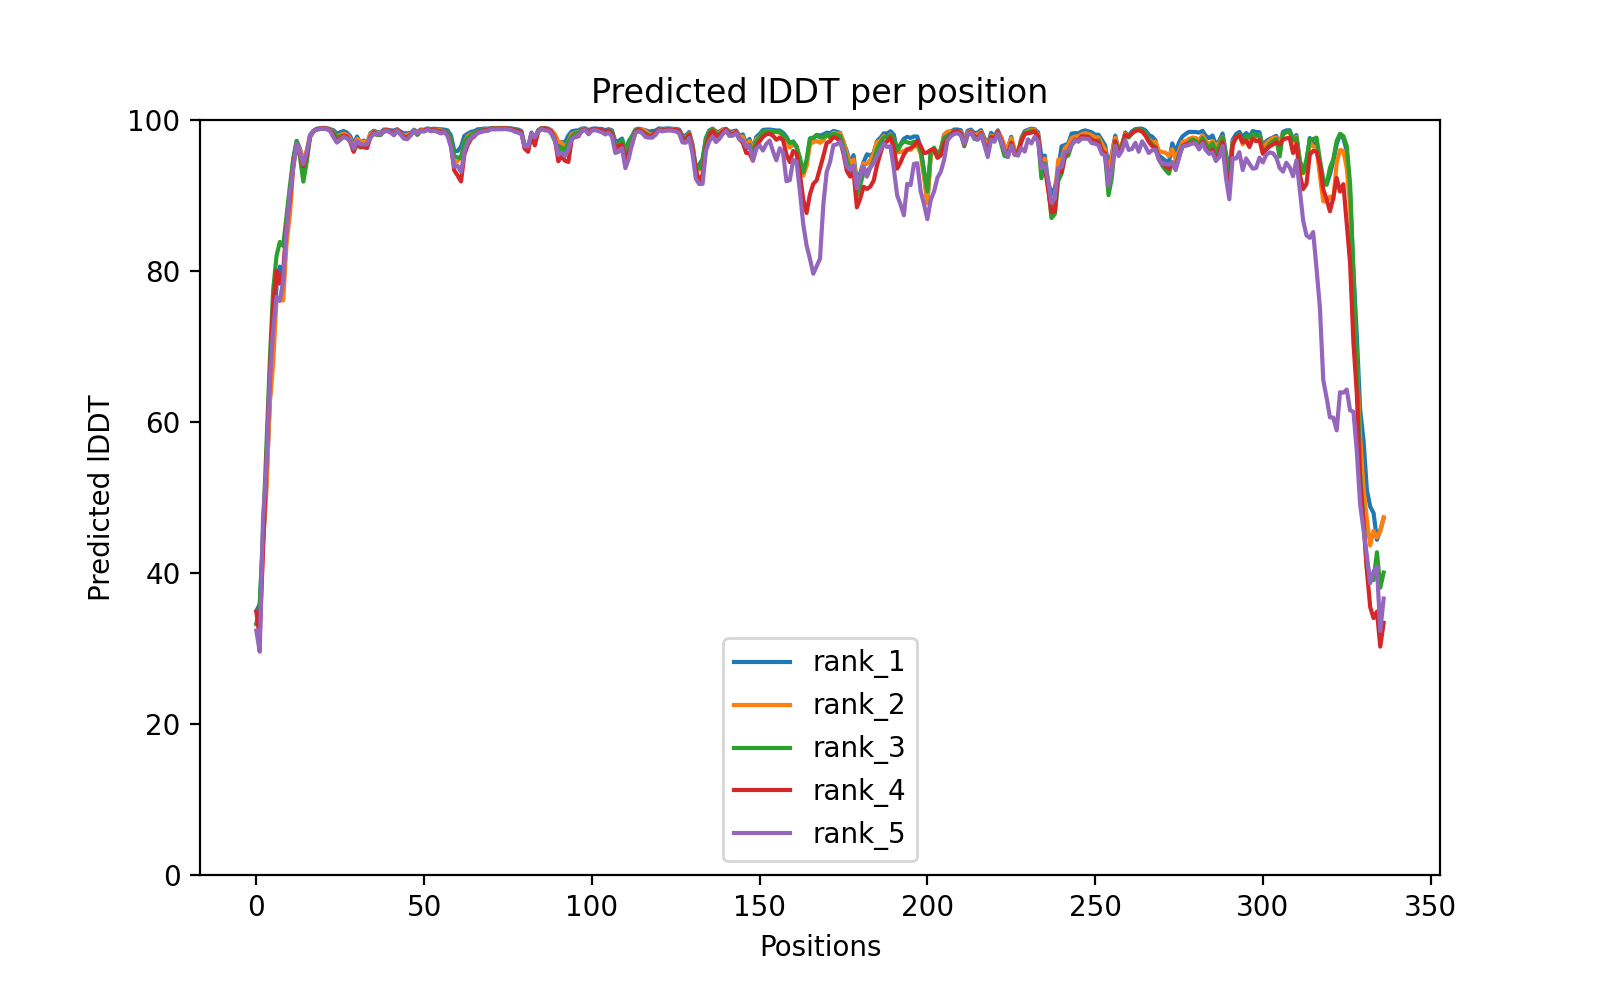 Predicted lDDT per position
100
80
60
40
20
0
Predicted lDDT
0 50 100 150 200 250 300 350
Positions
rank_1
rank_2
rank_3
rank_4
rank_5